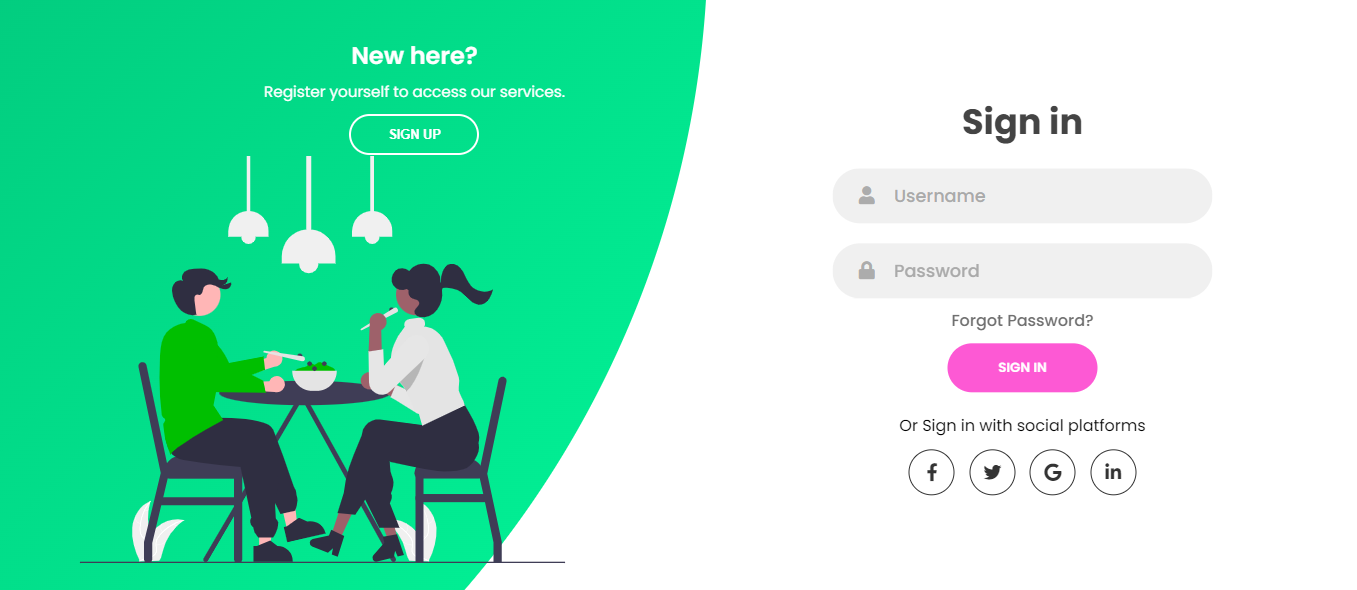 New here?
Register yourself to access our services.
SIGN UP
Sign in
Username
Password
Forgot Password?
SIGN IN
Or Sign in with social platforms